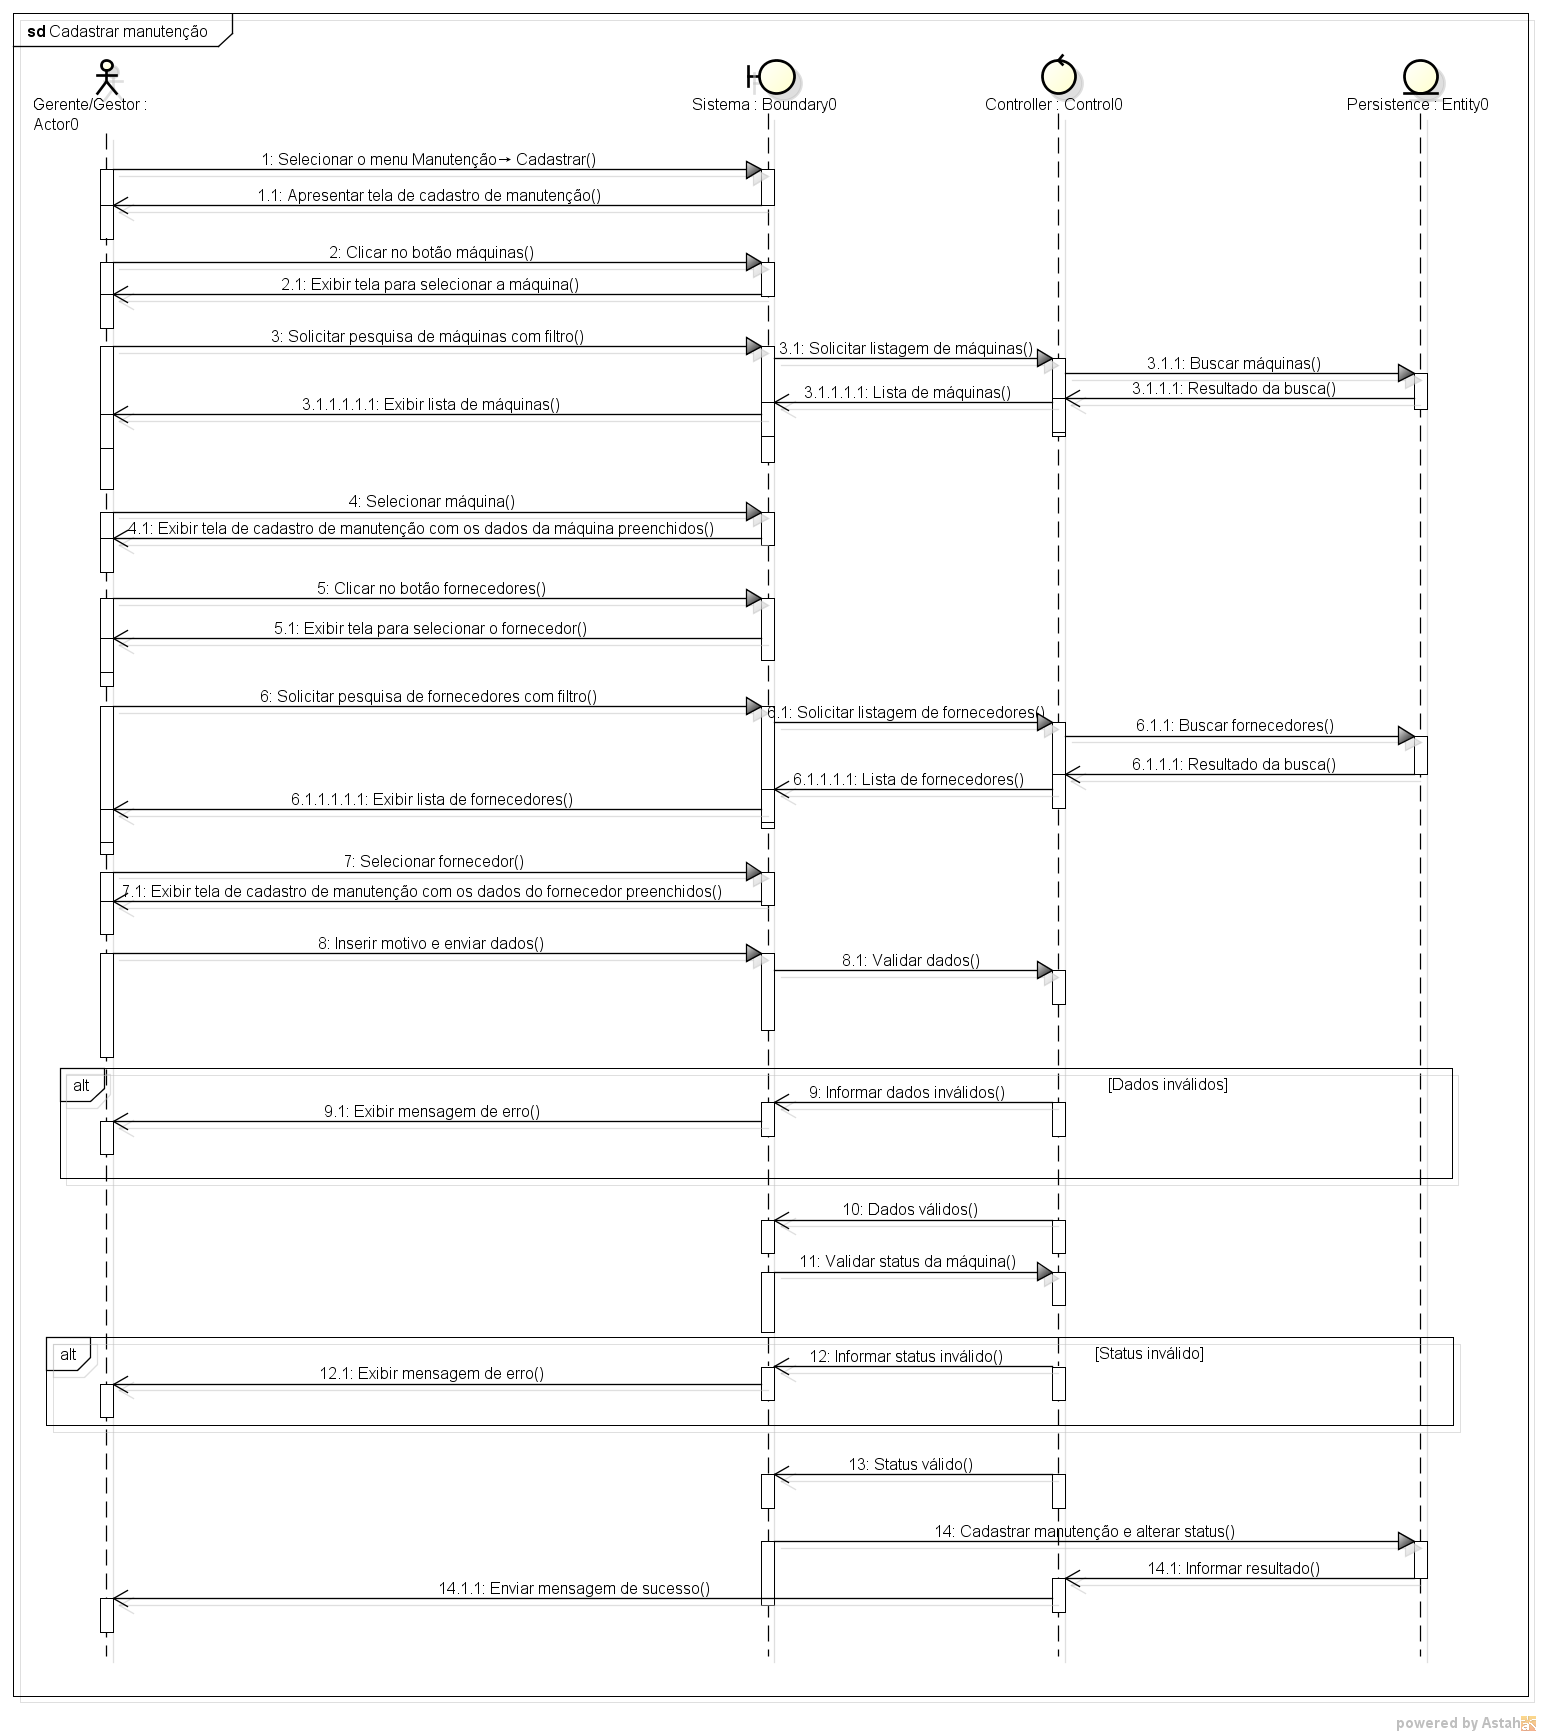 sd Cadastrar manutenção
Gerente/Gestor :
Actor0
Sistema : Boundary0
Controller : Control0
Persistence : Entity0
1: Selecionar o menu Manutenção→ Cadastrar()
1.1: Apresentar tela de cadastro de manutenção()
2: Clicar no botão máquinas()
2.1: Exibir tela para selecionar a máquina()
3: Solicitar pesquisa de máquinas com filtro()
3.1: Solicitar listagem de máquinas()
3.1.1: Buscar máquinas()
3.1.1.1: Resultado da busca()
3.1.1.1.1: Lista de máquinas()
3.1.1.1.1.1: Exibir lista de máquinas()
4: Selecionar máquina()
4.1: Exibir tela de cadastro de manutenção com os dados da máquina preenchidos()
5: Clicar no botão fornecedores()
5.1: Exibir tela para selecionar o fornecedor()
6: Solicitar pesquisa de fornecedores com filtro()
6.1: Solicitar listagem de fornecedores()
6.1.1: Buscar fornecedores()
6.1.1.1: Resultado da busca()
6.1.1.1.1: Lista de fornecedores()
6.1.1.1.1.1: Exibir lista de fornecedores()
7: Selecionar fornecedor()
7.1: Exibir tela de cadastro de manutenção com os dados do fornecedor preenchidos()
8: Inserir motivo e enviar dados()
8.1: Validar dados()
alt
[Dados inválidos]
9: Informar dados inválidos()
9.1: Exibir mensagem de erro()
10: Dados válidos()
11: Validar status da máquina()
alt
[Status inválido]
12: Informar status inválido()
12.1: Exibir mensagem de erro()
13: Status válido()
14: Cadastrar manutenção e alterar status()
14.1: Informar resultado()
14.1.1: Enviar mensagem de sucesso()
powered by Astah